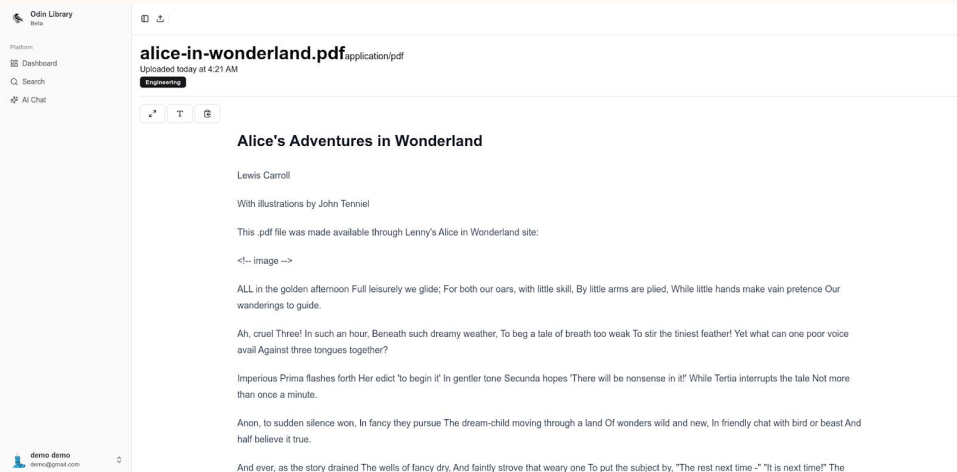 Odin Library
Beta
Platform
Dashboard
Search
AI Chat
alice-in-wonderland.pdf application/pdf
Uploaded today at 4:21 AM
Engineering
T
Alice's Adventures in Wonderland
Lewis Carroll
With illustrations by John Tenniel
This .pdf file was made available through Lenny's Alice in Wonderland site:
<!-- image -->
ALL in the golden afternoon Full leisurely we glide; For both our oars, with little skill, By little arms are plied, While little hands make vain pretence Our
wanderings to guide.
Ah, cruel Three! In such an hour, Beneath such dreamy weather, To beg a tale of breath too weak To stir the tiniest feather! Yet what can one poor voice
avail Against three tongues together?
Imperious Prima flashes forth Her edict 'to begin it' In gentler tone Secunda hopes 'There will be nonsense in it!' While Tertia interrupts the tale Not more
than once a minute.
Anon, to sudden silence won, In fancy they pursue The dream-child moving through a land Of wonders wild and new, In friendly chat with bird or beast And
half believe it true.
And ever, as the story drained The wells of fancy dry, And faintly strove that weary one To put the subject by, "The rest next time -" "It is next time!" The
demo demo
demo@gmail.com